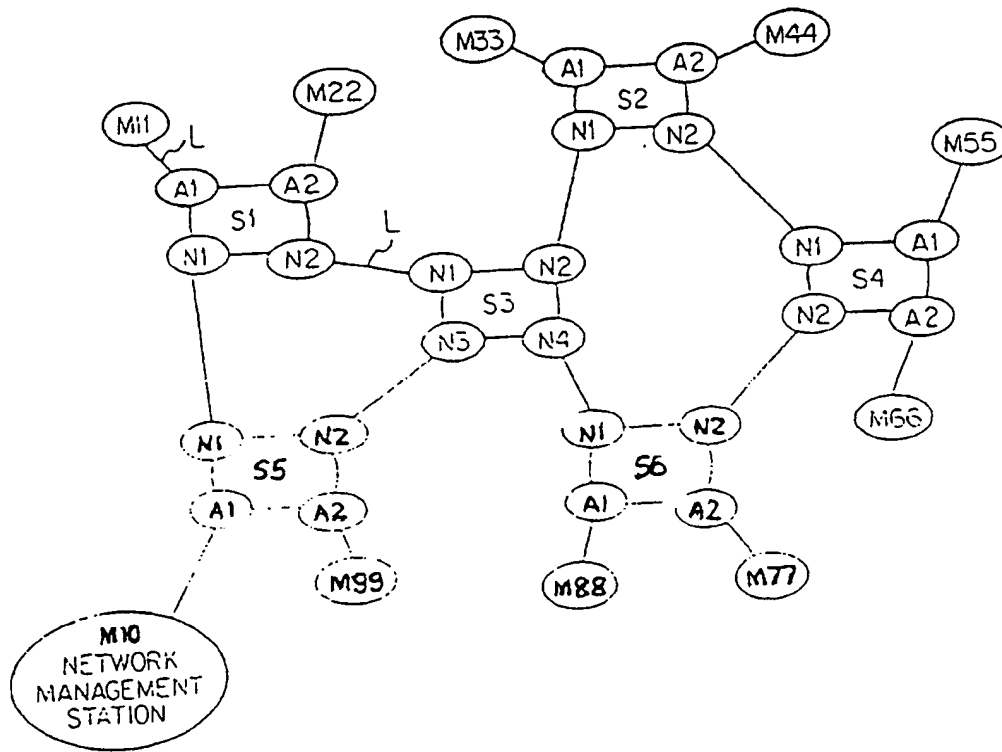 M33
M44
A1
A2
S2
N1
N2
M11
L
M22
A1
A2
S1
N1
N2
L
M55
N1
A1
S4
N2
A2
M66
N1
N2
S3
N3
N4
N1
N2
S5
A1
A2
M99
N1
N2
S6
A1
A2
M88
M77
M10
NETWORK
MANAGEMENT
STATION